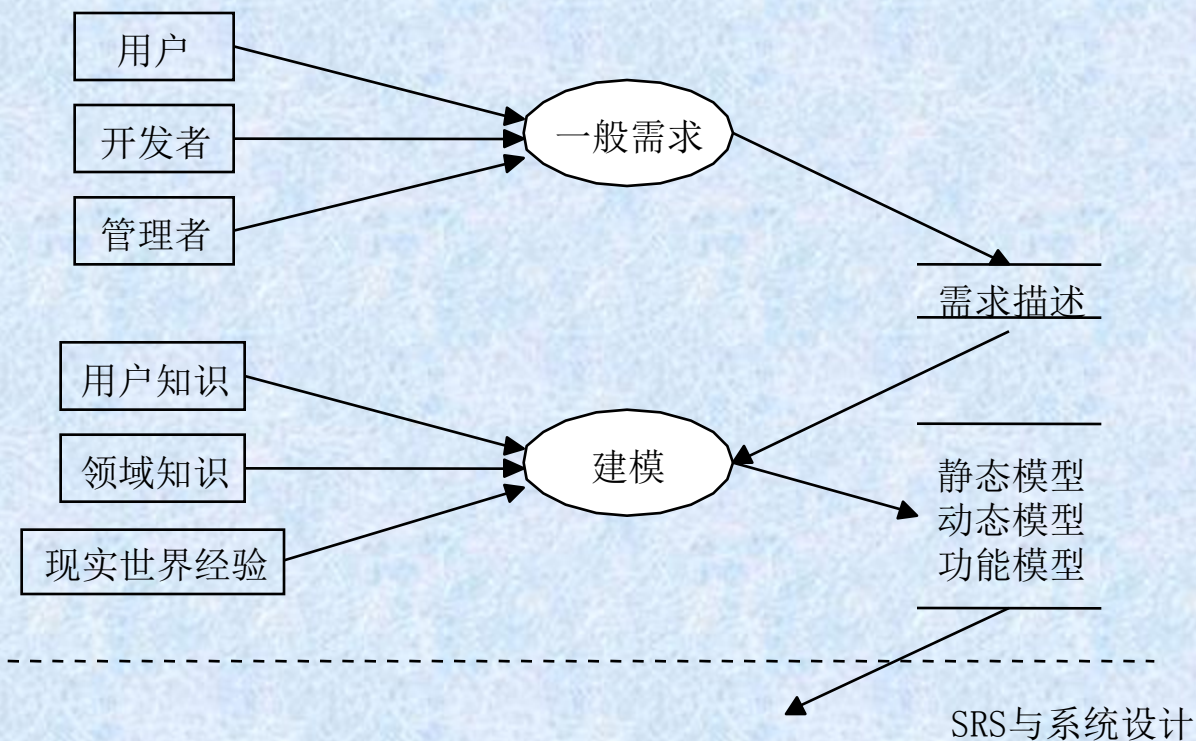 用户
开发者
一般需求
管理者
需求描述
用户知识
领域知识
建模
现实世界经验
静态模型
动态模型
功能模型
SRS与系统设计